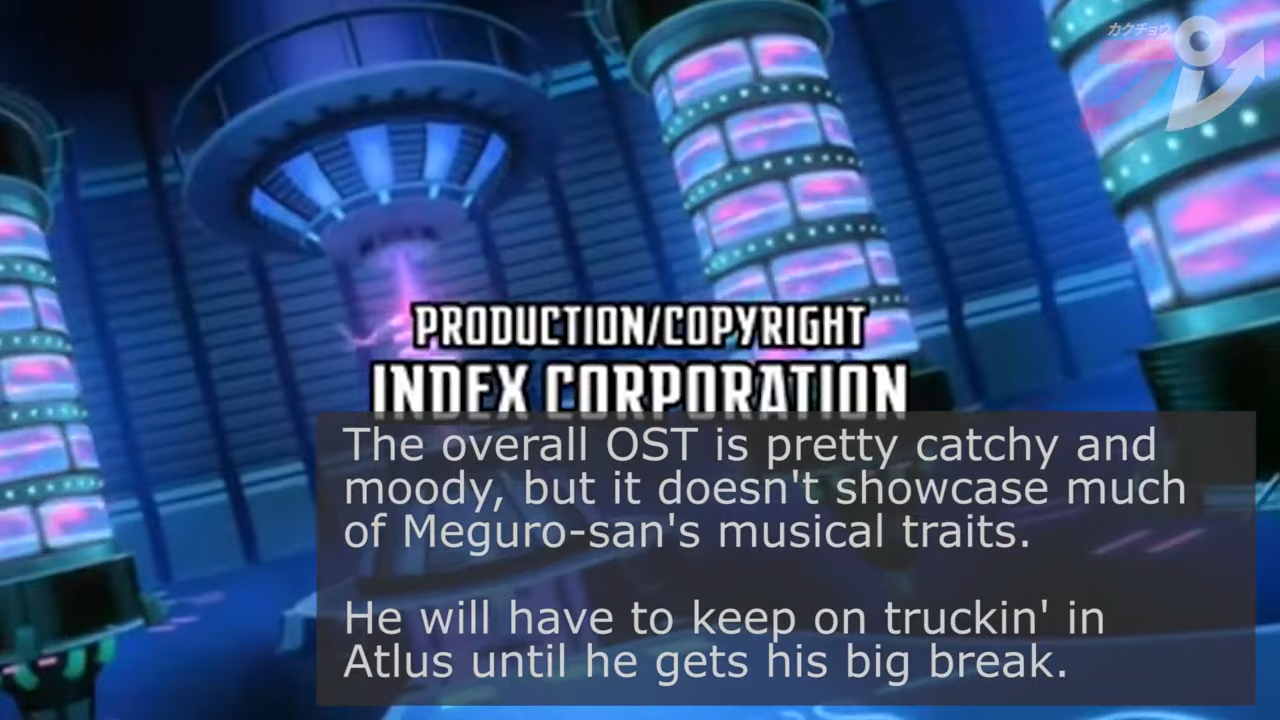 カクチョウ
PRODUCTION/COPYRIGHT
INDEX CORPORATION
The overall OST is pretty catchy and
moody, but it doesn't showcase much
of Meguro-san's musical traits.
He will have to keep on truckin' in
Atlus until he gets his big break.